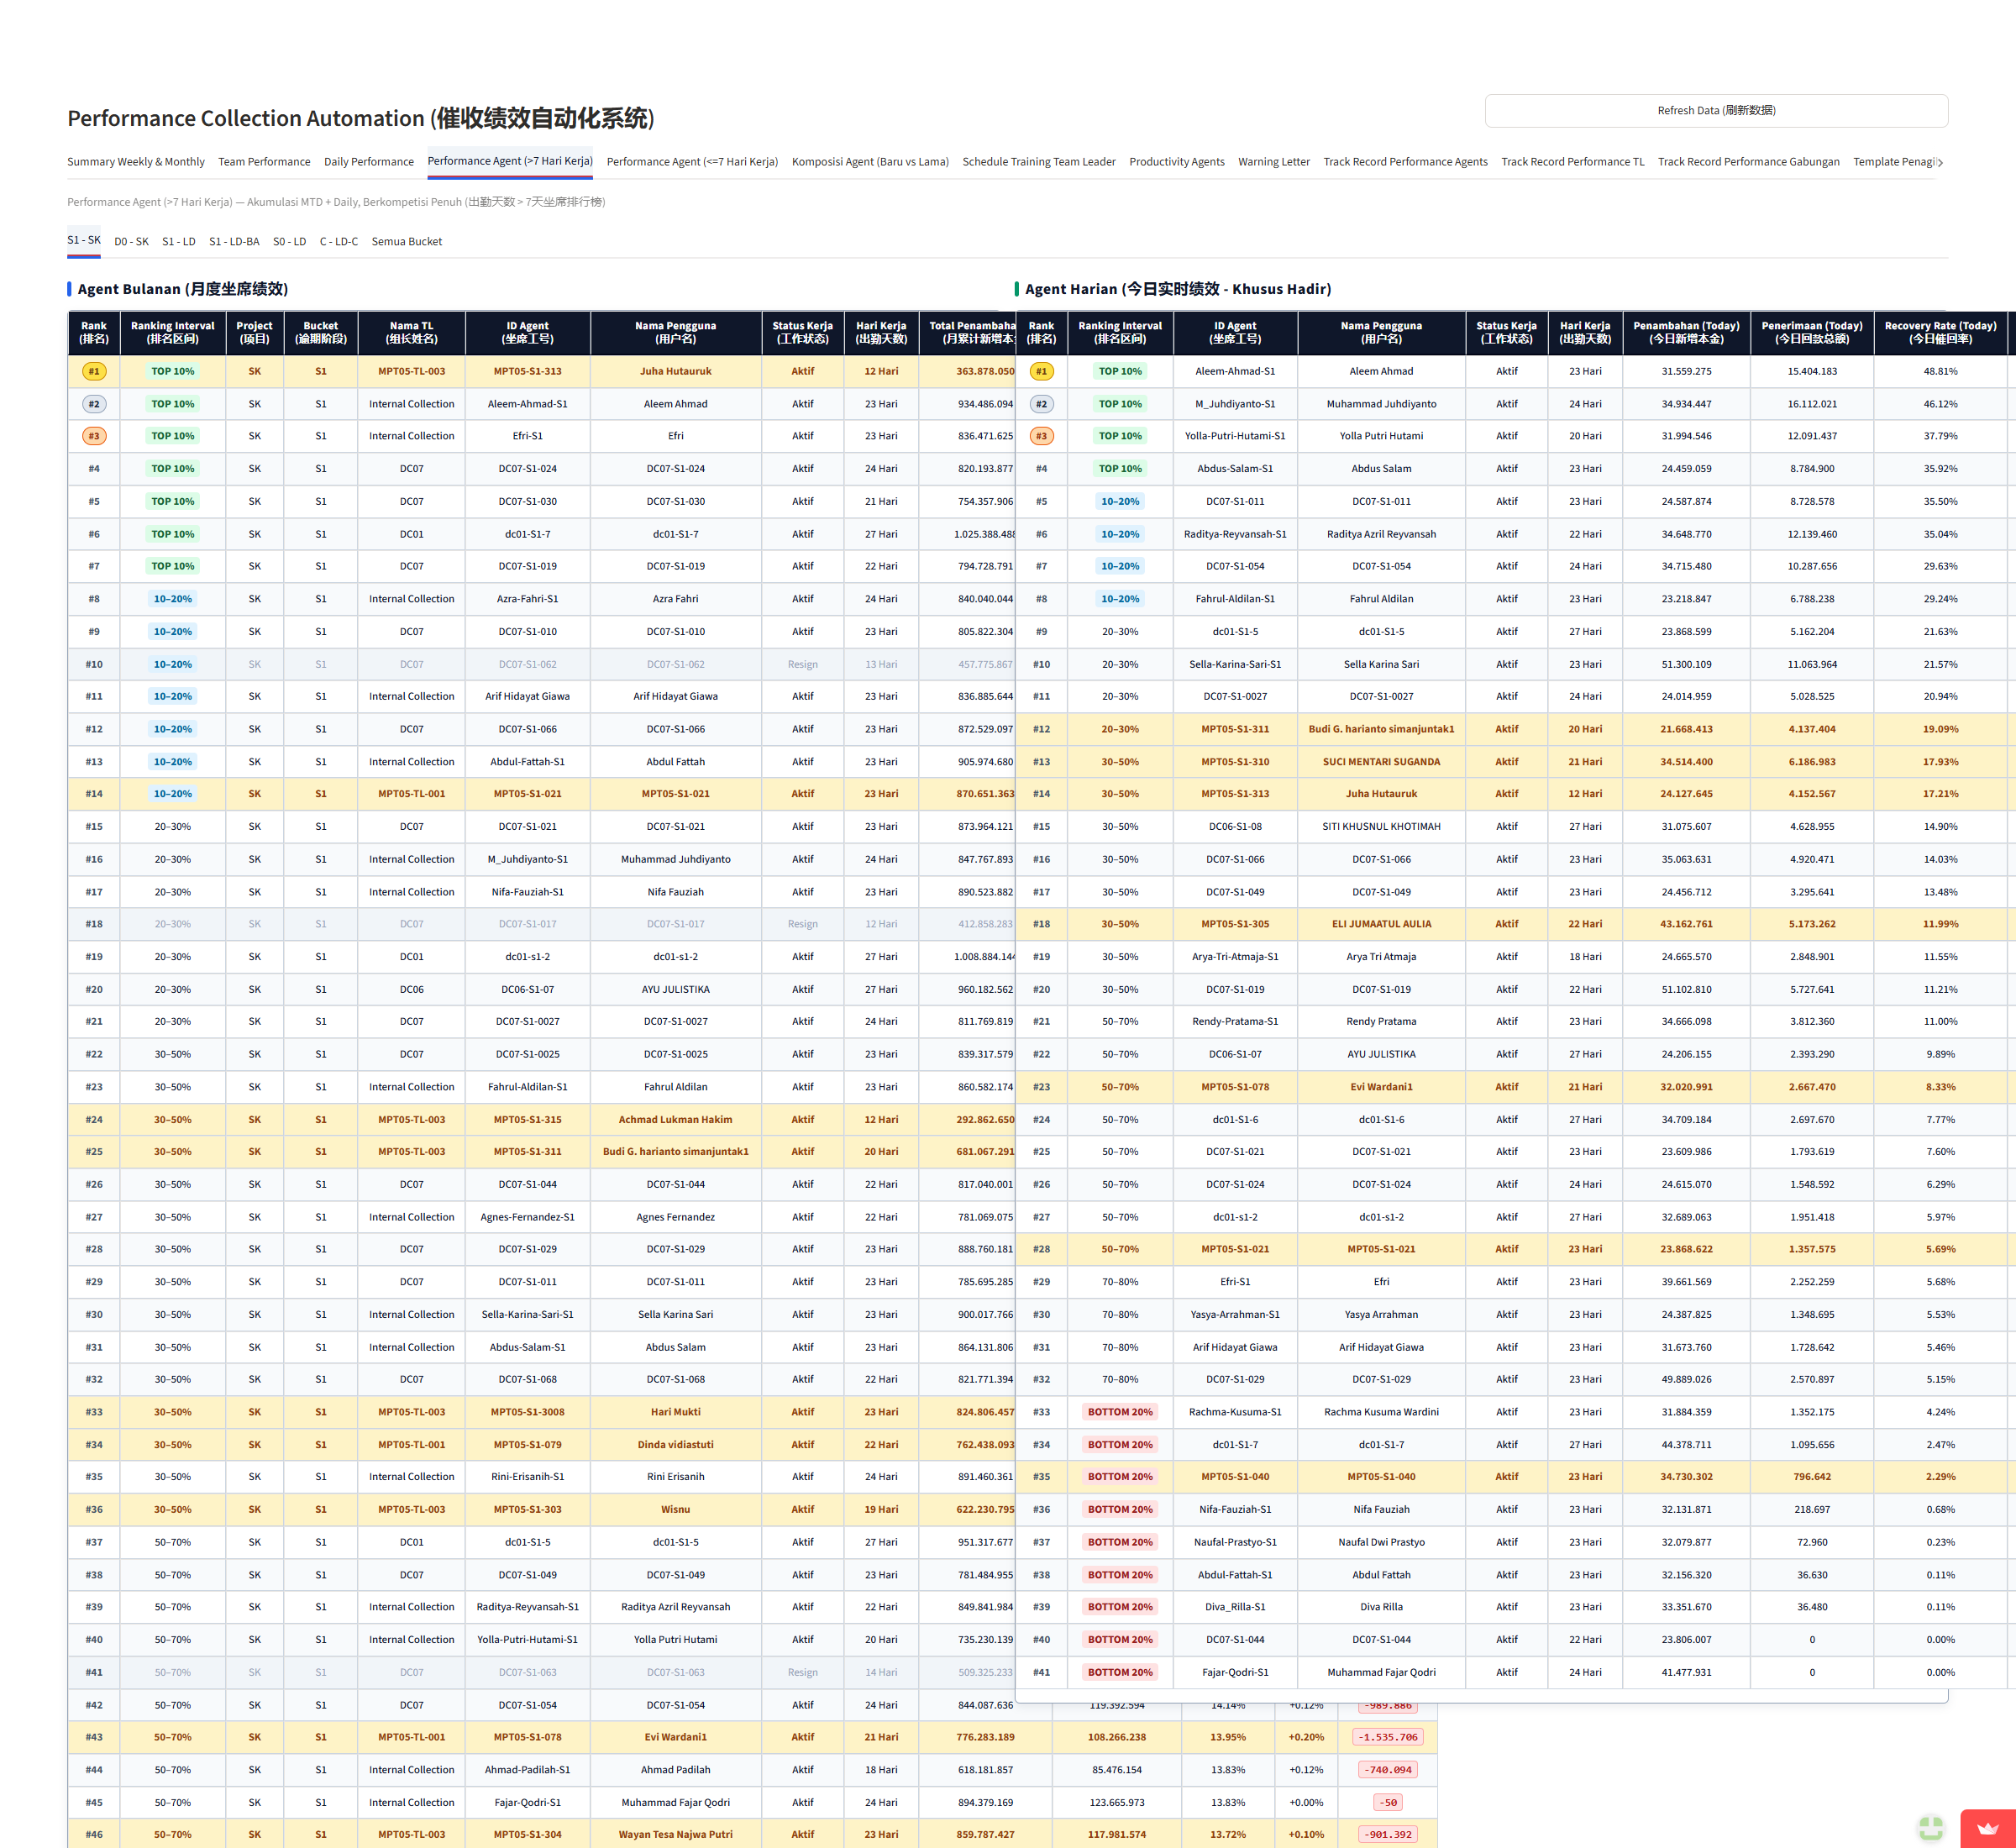 Performance Collection Automation (催收绩效自动化系统)
Refresh Data (刷新数据)
Summary Weekly & Monthly Team Performance Daily Performance Performance Agent (>7 Hari Kerja) Performance Agent (<=7 Hari Kerja) Komposisi Agent (Baru vs Lama) Schedule Training Team Leader Productivity Agents Warning Letter Track Record Performance Agents Track Record Performance TL Track Record Performance Gabungan Template Penagi
Performance Agent (>7 Hari Kerja) — Akumulasi MTD + Daily, Berkompetisi Penuh (出勤天数 > 7天坐席排行榜)
S1 - SK D0 - SK S1 - LD S1 - LD-BA S0 - LD C - LD-C Semua Bucket
Agent Bulanan (月度坐席绩效)
Rank Ranking Interval Project Bucket Nama TL ID Agent Nama Pengguna Status Kerja Hari Kerja Total Penambaha
(排名) (排名区间) (项目) (逾期阶段) (组长姓名) (坐席工号) (用户名) (工作状态) (出勤天数) (月累计新增本
#1 TOP 10% SK S1 MPT05-TL-003 MPT05-S1-313 Juha Hutauruk Aktif 12 Hari 363.878.050
#2 TOP 10% SK S1 Internal Collection Aleem-Ahmad-S1 Aleem Ahmad Aktif 23 Hari 934.486.094
#3 TOP 10% SK S1 Internal Collection Efri-S1 Efri Aktif 23 Hari 836.471.625
#4 TOP 10% SK S1 DC07 DC07-S1-024 DC07-S1-024 Aktif 24 Hari 820.193.877
#5 TOP 10% SK S1 DC07 DC07-S1-030 DC07-S1-030 Aktif 21 Hari 754.357.906
#6 TOP 10% SK S1 DC01 dc01-S1-7 dc01-S1-7 Aktif 27 Hari 1.025.388.488
#7 TOP 10% SK S1 DC07 DC07-S1-019 DC07-S1-019 Aktif 22 Hari 794.728.791
#8 10–20% SK S1 Internal Collection Azra-Fahri-S1 Azra Fahri Aktif 24 Hari 840.040.044
#9 10–20% SK S1 DC07 DC07-S1-010 DC07-S1-010 Aktif 23 Hari 805.822.304
#10 10–20% SK S1 DC07 DC07-S1-062 DC07-S1-062 Resign 13 Hari 457.775.867
#11 10–20% SK S1 Internal Collection Arif Hidayat Giawa Arif Hidayat Giawa Aktif 23 Hari 836.885.644
#12 10–20% SK S1 DC07 DC07-S1-066 DC07-S1-066 Aktif 23 Hari 872.529.097
#13 10–20% SK S1 Internal Collection Abdul-Fattah-S1 Abdul Fattah Aktif 23 Hari 905.974.680
#14 10–20% SK S1 MPT05-TL-001 MPT05-S1-021 MPT05-S1-021 Aktif 23 Hari 870.651.363
#15 20–30% SK S1 DC07 DC07-S1-021 DC07-S1-021 Aktif 23 Hari 873.964.121
#16 20–30% SK S1 Internal Collection M_Juhdiyanto-S1 Muhammad Juhdiyanto Aktif 24 Hari 847.767.893
#17 20–30% SK S1 Internal Collection Nifa-Fauziah-S1 Nifa Fauziah Aktif 23 Hari 890.523.882
#18 20–30% SK S1 DC07 DC07-S1-017 DC07-S1-017 Resign 12 Hari 412.858.283
#19 20–30% SK S1 DC01 dc01-s1-2 dc01-s1-2 Aktif 27 Hari 1.008.884.144
#20 20–30% SK S1 DC06 DC06-S1-07 AYU JULISTIKA Aktif 27 Hari 960.182.562
#21 20–30% SK S1 DC07 DC07-S1-0027 DC07-S1-0027 Aktif 24 Hari 811.769.819
#22 30–50% SK S1 DC07 DC07-S1-0025 DC07-S1-0025 Aktif 24 Hari 839.317.579
#23 30–50% SK S1 Internal Collection Fahrul-Aldilan-S1 Fahrul Aldilan Aktif 23 Hari 860.582.174
#24 30–50% SK S1 MPT05-TL-003 MPT05-S1-315 Achmad Lukman Hakim Aktif 12 Hari 292.862.650
#25 30–50% SK S1 MPT05-TL-003 MPT05-S1-311 Budi G. harianto simanjuntak1 Aktif 20 Hari 681.067.291
#26 30–50% SK S1 DC07 DC07-S1-044 DC07-S1-044 Aktif 22 Hari 817.040.001
#27 30–50% SK S1 Internal Collection Agnes-Fernandez-S1 Agnes Fernandez Aktif 22 Hari 781.069.075
#28 30–50% SK S1 DC07 DC07-S1-029 DC07-S1-029 Aktif 23 Hari 888.760.181
#29 30–50% SK S1 DC07 DC07-S1-011 DC07-S1-011 Aktif 23 Hari 785.695.285
#30 30–50% SK S1 Internal Collection Sella-Karina-Sari-S1 Sella Karina Sari Aktif 23 Hari 900.017.766
#31 30–50% SK S1 Internal Collection Abdus-Salam-S1 Abdus Salam Aktif 23 Hari 864.131.806
#32 30–50% SK S1 DC07 DC07-S1-068 DC07-S1-068 Aktif 22 Hari 821.771.394
#33 30–50% SK S1 MPT05-TL-003 MPT05-S1-3008 Hari Mukti Aktif 23 Hari 824.806.457
#34 30–50% SK S1 MPT05-TL-001 MPT05-S1-079 Dinda vidiastuti Aktif 22 Hari 762.438.093
#35 30–50% SK S1 Internal Collection Rini-Erisanih-S1 Rini Erisanih Aktif 24 Hari 891.460.361
#36 30–50% SK S1 MPT05-TL-003 MPT05-S1-303 Wisnu Aktif 19 Hari 622.230.795
#37 50–70% SK S1 DC01 dc01-S1-5 dc01-S1-5 Aktif 27 Hari 951.317.677
#38 50–70% SK S1 DC07 DC07-S1-049 DC07-S1-049 Aktif 23 Hari 781.484.955
#39 50–70% SK S1 Internal Collection Raditya-Reyvansah-S1 Raditya Azril Reyvansah Aktif 22 Hari 849.841.984
#40 50–70% SK S1 Internal Collection Yolla-Putri-Hutami-S1 Yolla Putri Hutami Aktif 20 Hari 735.230.139
#41 50–70% SK S1 DC07 DC07-S1-063 DC07-S1-063 Resign 14 Hari 509.325.233
#42 50–70% SK S1 DC07 DC07-S1-054 DC07-S1-054 Aktif 24 Hari 844.087.636 119.392.594 14.14% +0.12% -989.886
#43 50–70% SK S1 MPT05-TL-001 MPT05-S1-078 Evi Wardani1 Aktif 21 Hari 776.283.189 108.266.238 13.95% +0.20% -1.535.706
#44 50–70% SK S1 Internal Collection Ahmad-Padilah-S1 Ahmad Padilah Aktif 18 Hari 618.181.857 85.476.154 13.83% +0.12% -740.094
#45 50–70% SK S1 Internal Collection Fajar-Qodri-S1 Muhammad Fajar Qodri Aktif 24 Hari 894.379.169 123.665.973 13.83% +0.00% -50
#46 50–70% SK S1 MPT05-TL-003 MPT05-S1-304 Wayan Tesa Najwa Putri Aktif 23 Hari 859.787.427 117.981.574 13.72% +0.10% -901.392
Agent Harian (今日实时绩效 - Khusus Hadir)
Rank Ranking Interval ID Agent Nama Pengguna Status Kerja Hari Kerja Penambahan (Today) Penerimaan (Today) Recovery Rate (Today)
(排名) (排名区间) (坐席工号) (用户名) (工作状态) (出勤天数) (今日新增本金) (今日回款总额) (今日催回率)
#1 TOP 10% Aleem-Ahmad-S1 Aleem Ahmad Aktif 23 Hari 31.559.275 15.404.183 48.81%
#2 TOP 10% M_Juhdiyanto-S1 Muhammad Juhdiyanto Aktif 24 Hari 34.934.447 16.112.021 46.12%
#3 TOP 10% Yolla-Putri-Hutami-S1 Yolla Putri Hutami Aktif 20 Hari 31.994.546 12.091.437 37.79%
#4 TOP 10% Abdus-Salam-S1 Abdus Salam Aktif 23 Hari 24.459.059 8.784.900 35.92%
#5 10–20% DC07-S1-011 DC07-S1-011 Aktif 23 Hari 24.587.874 8.728.578 35.50%
#6 10–20% Raditya-Reyvansah-S1 Raditya Azril Reyvansah Aktif 22 Hari 34.648.770 12.139.460 35.04%
#7 10–20% DC07-S1-054 DC07-S1-054 Aktif 24 Hari 34.715.480 10.287.656 29.63%
#8 10–20% Fahrul-Aldilan-S1 Fahrul Aldilan Aktif 23 Hari 23.218.847 6.788.238 29.24%
#9 20–30% dc01-S1-5 dc01-S1-5 Aktif 27 Hari 23.868.599 5.162.204 21.63%
#10 20–30% Sella-Karina-Sari-S1 Sella Karina Sari Aktif 23 Hari 51.300.109 11.063.964 21.57%
#11 20–30% DC07-S1-0027 DC07-S1-0027 Aktif 24 Hari 24.014.959 5.028.525 20.94%
#12 20–30% MPT05-S1-311 Budi G. harianto simanjuntak1 Aktif 20 Hari 21.668.413 4.137.404 19.09%
#13 30–50% MPT05-S1-310 SUCI MENTARI SUGANDA Aktif 21 Hari 34.514.400 6.186.983 17.93%
#14 30–50% MPT05-S1-313 Juha Hutauruk Aktif 12 Hari 24.127.645 4.152.567 17.21%
#15 30–50% DC06-S1-08 SITI KHUSNUL KHOTIMAH Aktif 27 Hari 31.075.607 4.628.955 14.90%
#16 30–50% DC07-S1-066 DC07-S1-066 Aktif 23 Hari 35.063.631 4.920.471 14.03%
#17 30–50% DC07-S1-049 DC07-S1-049 Aktif 23 Hari 24.456.712 3.295.641 13.48%
#18 30–50% MPT05-S1-305 ELI JUMAATUL AULIA Aktif 22 Hari 43.162.761 5.173.262 11.99%
#19 30–50% Arya-Tri-Atmaja-S1 Arya Tri Atmaja Aktif 18 Hari 24.665.570 2.848.901 11.55%
#20 30–50% DC07-S1-019 DC07-S1-019 Aktif 22 Hari 51.102.810 5.727.641 11.21%
#21 50–70% Rendy-Pratama-S1 Rendy Pratama Aktif 23 Hari 34.666.098 3.812.360 11.00%
#22 50–70% DC06-S1-07 AYU JULISTIKA Aktif 27 Hari 24.206.155 2.393.290 9.89%
#23 50–70% MPT05-S1-078 Evi Wardani1 Aktif 21 Hari 32.020.991 2.667.470 8.33%
#24 50–70% dc01-S1-6 dc01-S1-6 Aktif 27 Hari 34.709.184 2.697.670 7.77%
#25 50–70% DC07-S1-021 DC07-S1-021 Aktif 23 Hari 23.609.986 1.793.619 7.60%
#26 50–70% DC07-S1-024 DC07-S1-024 Aktif 24 Hari 24.615.070 1.548.592 6.29%
#27 50–70% dc01-s1-2 dc01-s1-2 Aktif 27 Hari 32.689.063 1.951.418 5.97%
#28 50–70% MPT05-S1-021 MPT05-S1-021 Aktif 23 Hari 23.868.622 1.357.575 5.69%
#29 70–80% Efri-S1 Efri Aktif 23 Hari 39.661.569 2.252.259 5.68%
#30 70–80% Yasya-Arrahman-S1 Yasya Arrahman Aktif 23 Hari 24.387.825 1.348.695 5.53%
#31 70–80% Arif Hidayat Giawa Arif Hidayat Giawa Aktif 23 Hari 31.673.760 1.728.642 5.46%
#32 70–80% DC07-S1-029 DC07-S1-029 Aktif 23 Hari 49.889.026 2.570.897 5.15%
#33 BOTTOM 20% Rachma-Kusuma-S1 Rachma Kusuma Wardini Aktif 23 Hari 31.884.359 1.352.175 4.24%
#34 BOTTOM 20% dc01-S1-7 dc01-S1-7 Aktif 27 Hari 44.378.711 1.095.656 2.47%
#35 BOTTOM 20% MPT05-S1-040 MPT05-S1-040 Aktif 23 Hari 34.730.302 796.642 2.29%
#36 BOTTOM 20% Nifa-Fauziah-S1 Nifa Fauziah Aktif 23 Hari 32.131.871 218.697 0.68%
#37 BOTTOM 20% Naufal-Prastyo-S1 Naufal Dwi Prastyo Aktif 23 Hari 32.079.877 72.960 0.23%
#38 BOTTOM 20% Abdul-Fattah-S1 Abdul Fattah Aktif 23 Hari 32.156.320 36.630 0.11%
#39 BOTTOM 20% Diva_Rilla-S1 Diva Rilla Aktif 23 Hari 33.351.670 36.480 0.11%
#40 BOTTOM 20% DC07-S1-044 DC07-S1-044 Aktif 22 Hari 23.806.007 0 0.00%
#41 BOTTOM 20% Fajar-Qodri-S1 Muhammad Fajar Qodri Aktif 24 Hari 41.477.931 0 0.00%